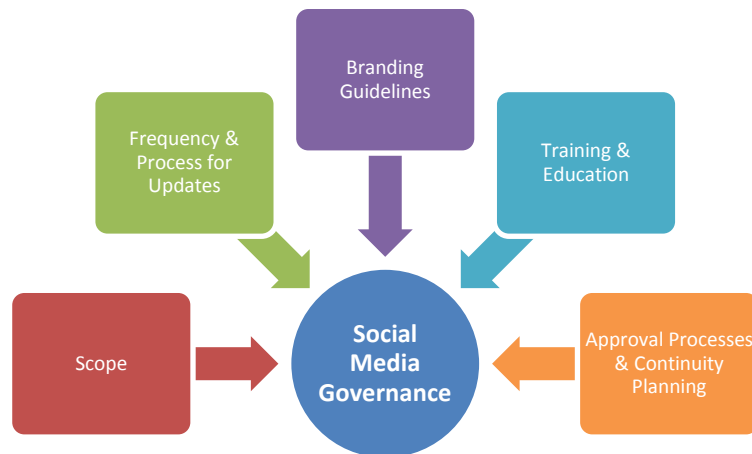 Branding
Guidelines
Frequency &
Process for
Updates
Training &
Education
Scope
Social
Media
Governance
Approval Processes
& Continuity
Planning